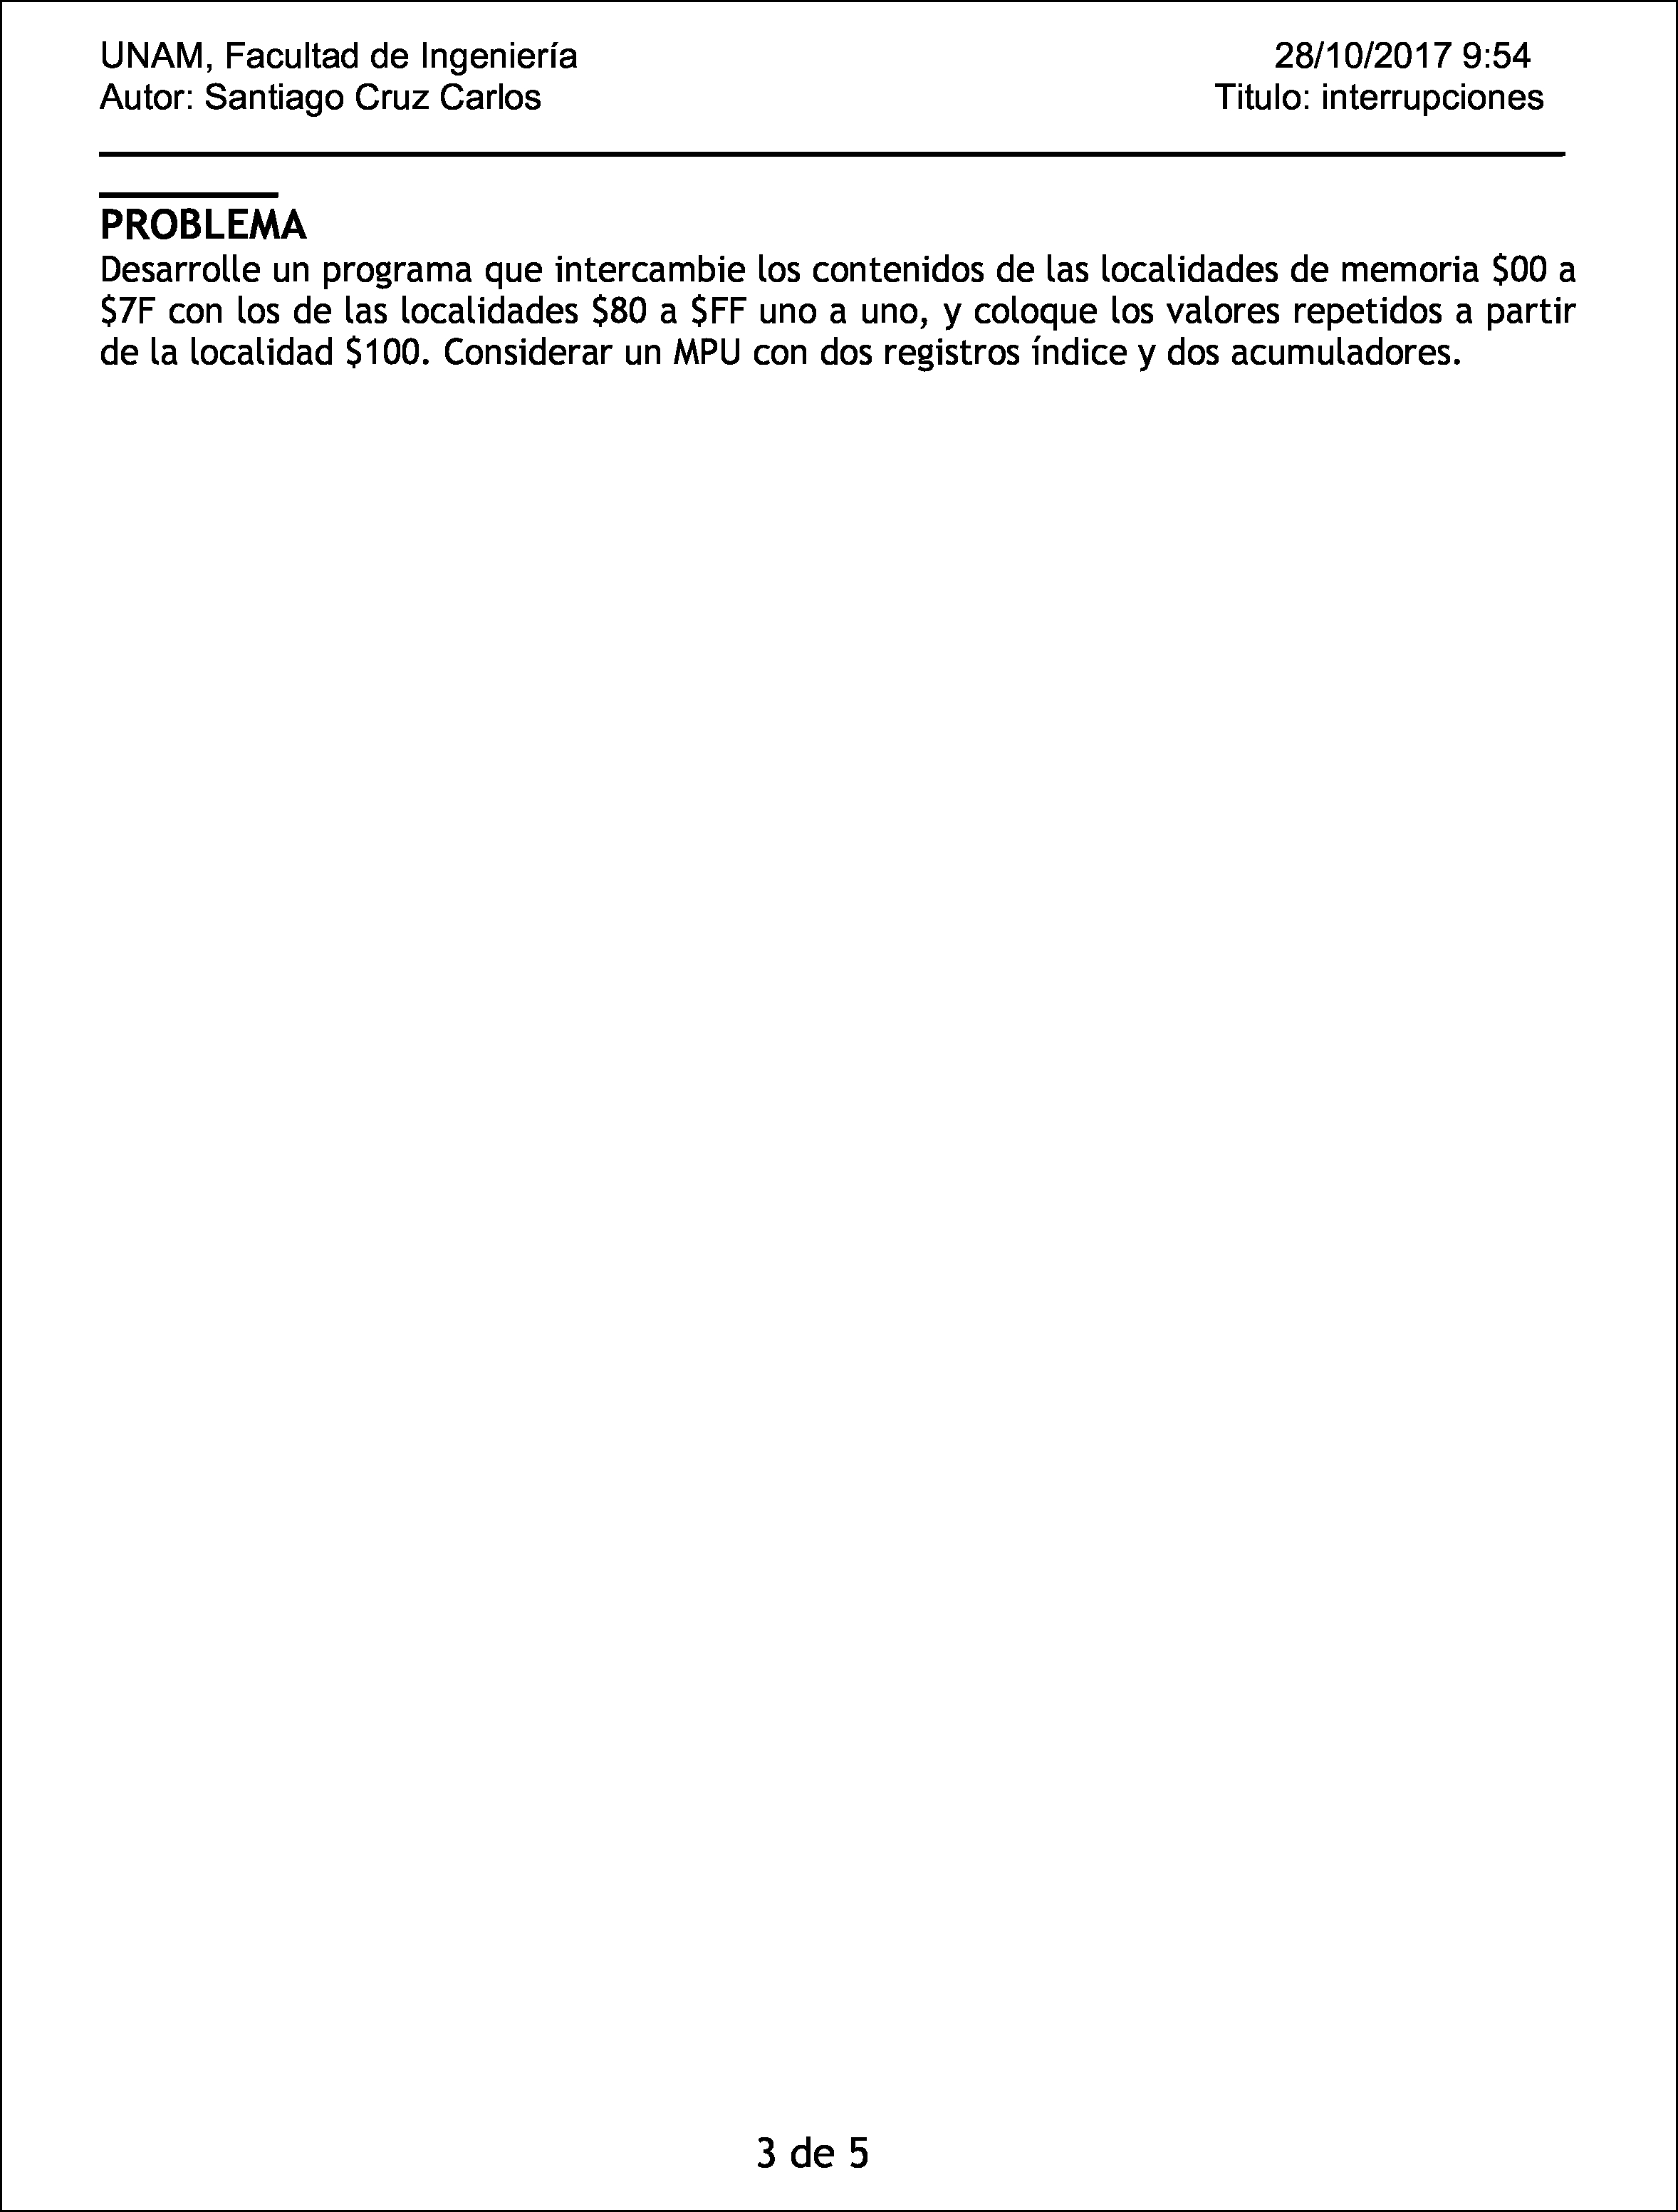 UNAM, Facultad de Ingeniería 28/10/2017 9:54
Autor: Santiago Cruz Carlos Titulo: interrupciones
PROBLEMA
Desarrolle un programa que intercambie los contenidos de las localidades de memoria $00 a
$7F con los de las localidades $80 a $FF uno a uno, y coloque los valores repetidos a partir
de la localidad $100. Considerar un MPU con dos registros índice y dos acumuladores.
3 de 5